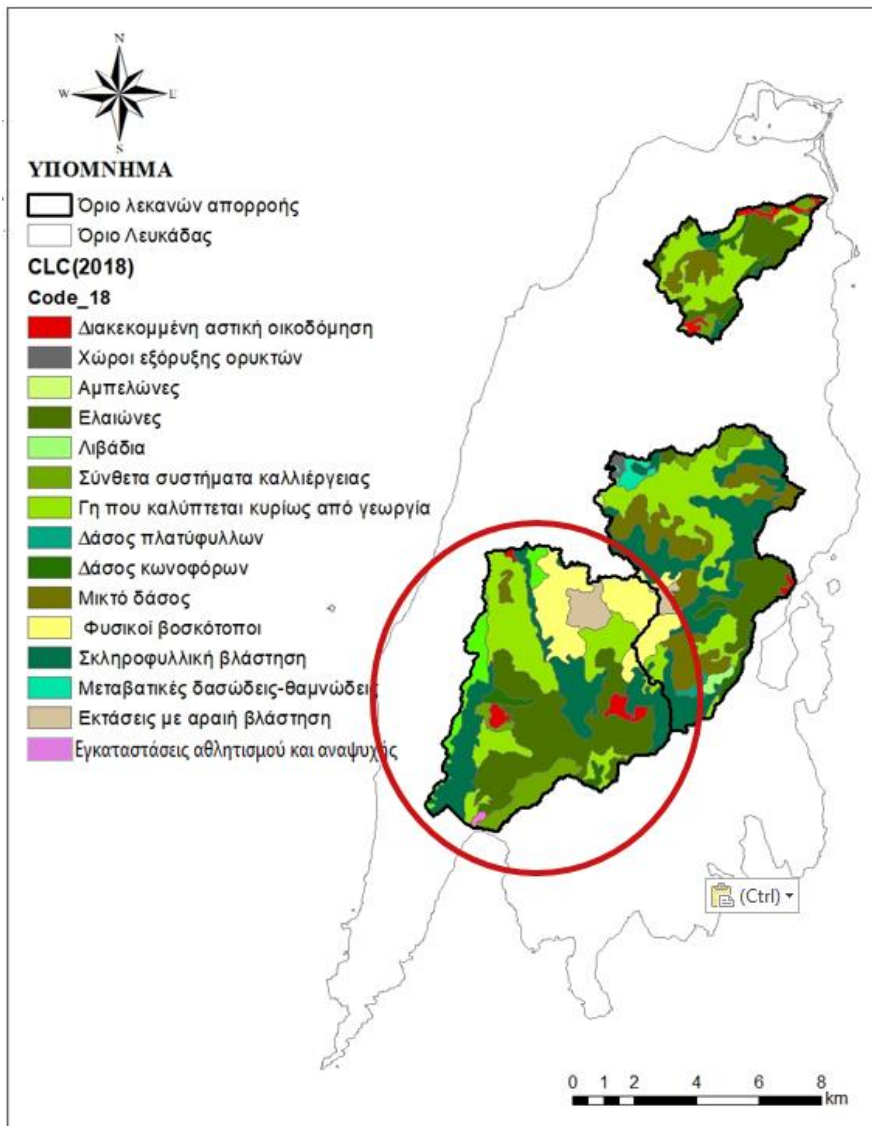 N
W E
S
ΥΠΟΜΝΗΜΑ
Όριο λεκανών απορροής
Όριο Λευκάδας
CLC(2018)
Code_18
Διακεκομμένη αστική οικοδόμηση
Χώροι εξόρυξης ορυκτών
Αμπελώνες
Ελαιώνες
Λιβάδια
Σύνθετα συστήματα καλλιέργειας
Γη που καλύπτεται κυρίως από γεωργία
Δάσος πλατύφυλλων
Δάσος κωνοφόρων
Μικτό δάσος
Φυσικοί βοσκότοποι
Σκληροφυλλική βλάστηση
Μεταβατικές δασώδεις-θαμνώδεις
Εκτάσεις με αραιή βλάστηση
Εγκαταστάσεις αθλητισμού και αναψυχής
(Ctrl)
0 1 2 4 6 8
km